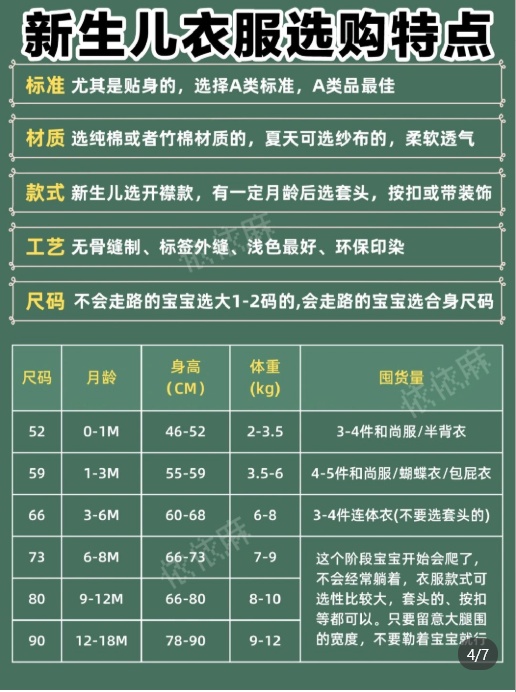 新生儿衣服选购特点
标准 尤其是贴身的，选择A类标准，A类品最佳
材质 选纯棉或者竹棉材质的，夏天可选纱布的，柔软透气
款式 新生儿选开襟款，有一定月龄后选套头，按扣或带装饰
工艺 无骨缝制、标签外缝、浅色最好、环保印染
尺码 不会走路的宝宝选大1-2码的,会走路的宝宝选合身尺码
尺码 月龄 身高（CM） 体重(kg) 囤货量
52 0-1M 46-52 2-3.5 3-4件和尚服/半背衣
59 1-3M 55-59 3.5-6 4-5件和尚服/蝴蝶衣/包屁衣
66 3-6M 60-68 6-8 3-4件连体衣(不要选套头的)
73 6-8M 66-73 7-9
80 9-12M 66-80 8-10
90 12-18M 78-90 9-12
这个阶段宝宝开始会爬了，
不会经常躺着，衣服款式可
选性比较大，套头的、按扣
等都可以。只要留意大腿围
的宽度，不要勒着宝宝就行
4/7
依依麻
依依麻
依依麻